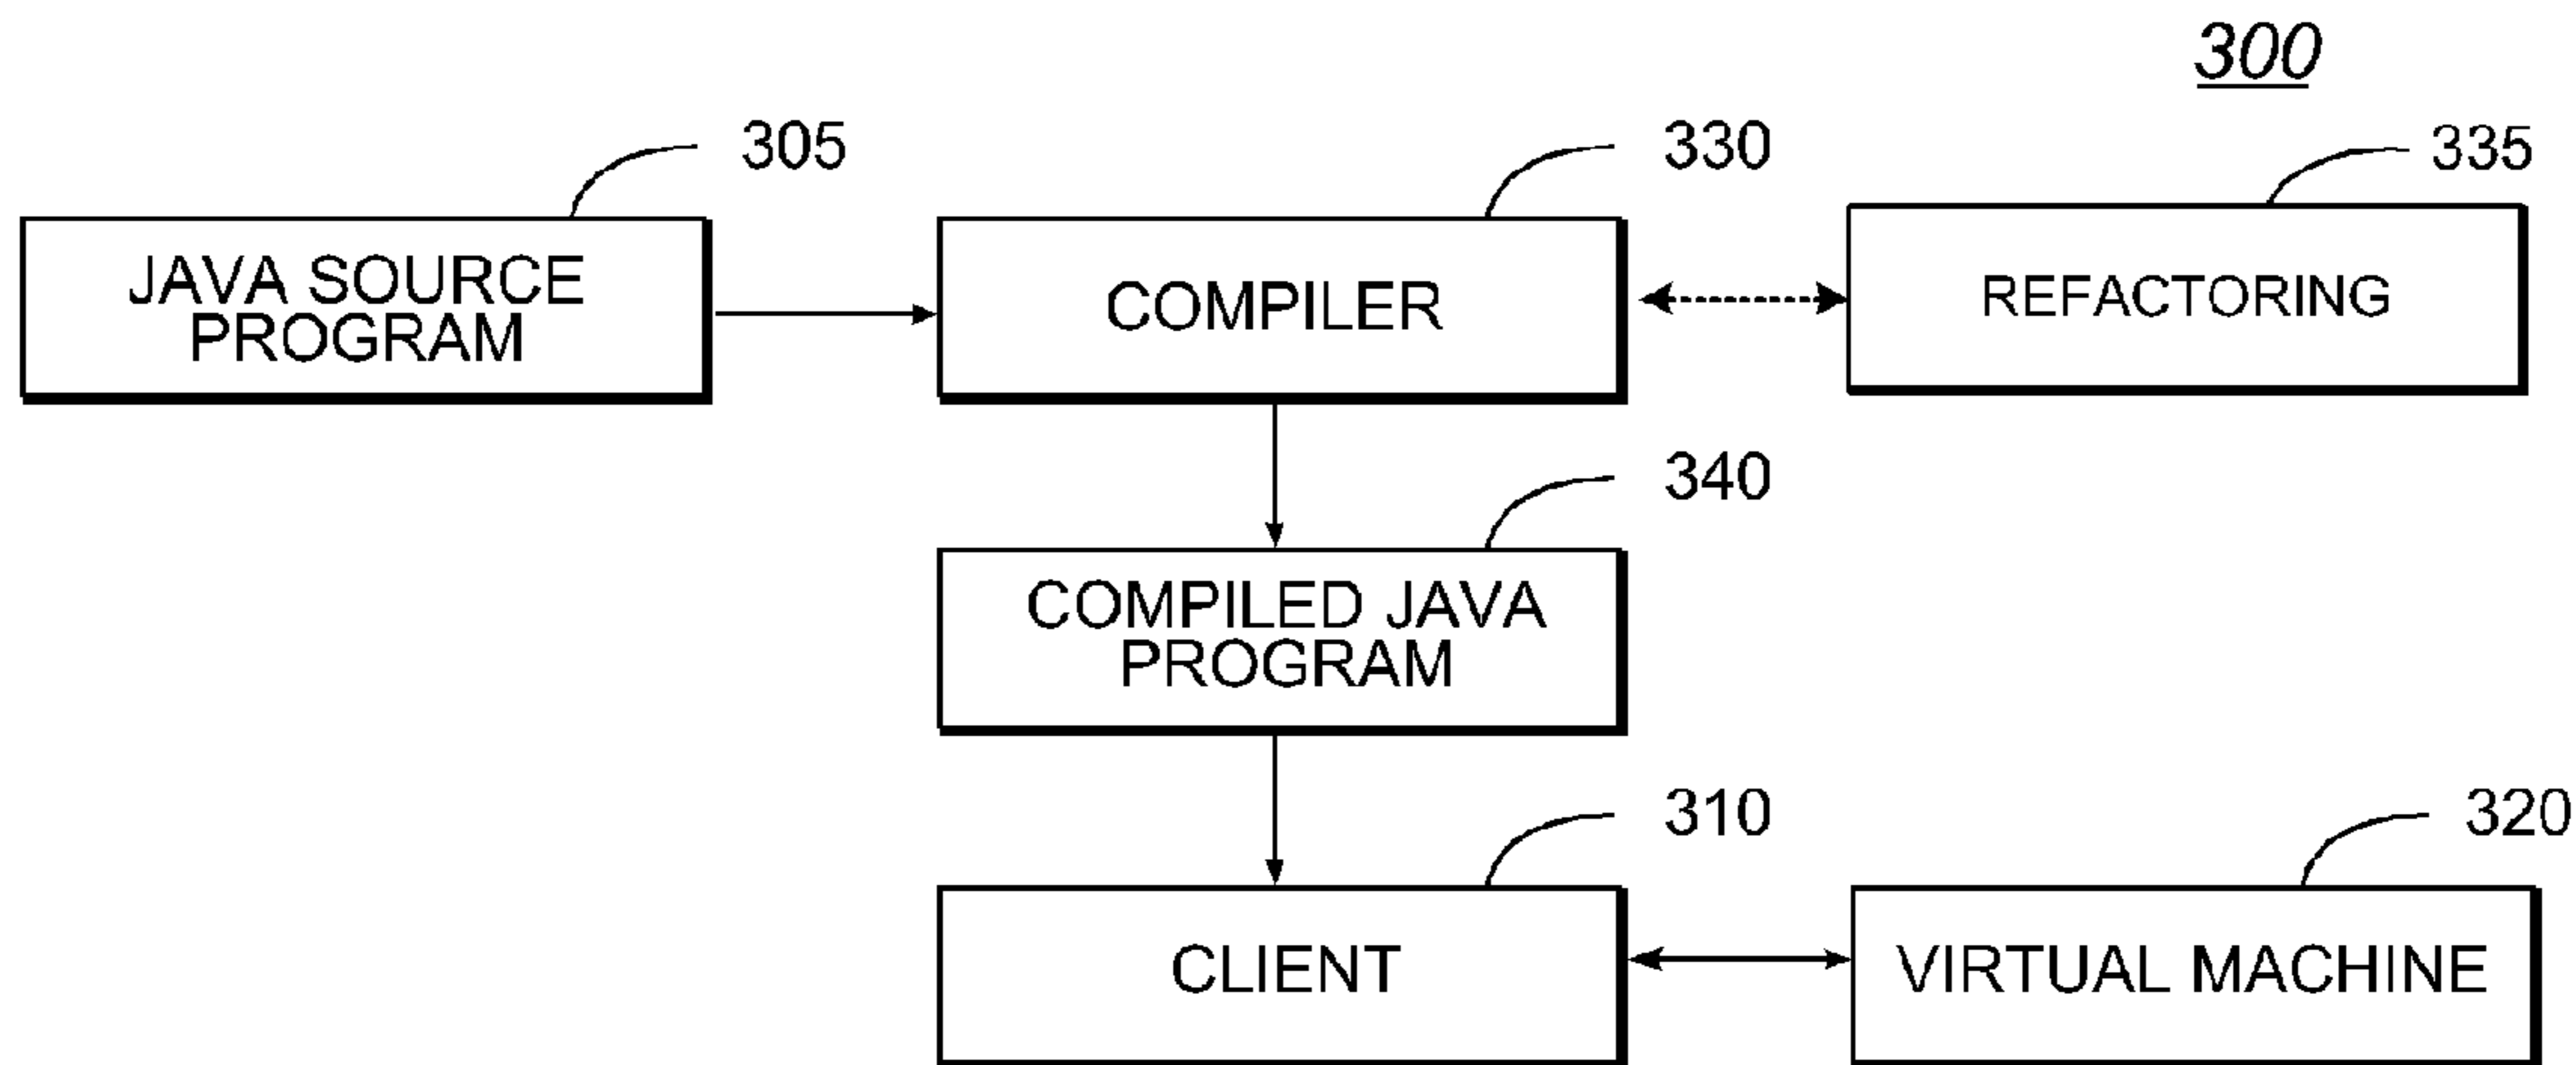 300
305
330
335
JAVA SOURCE
PROGRAM
COMPILER
REFACTORING
340
COMPILED JAVA
PROGRAM
310
320
CLIENT
VIRTUAL MACHINE